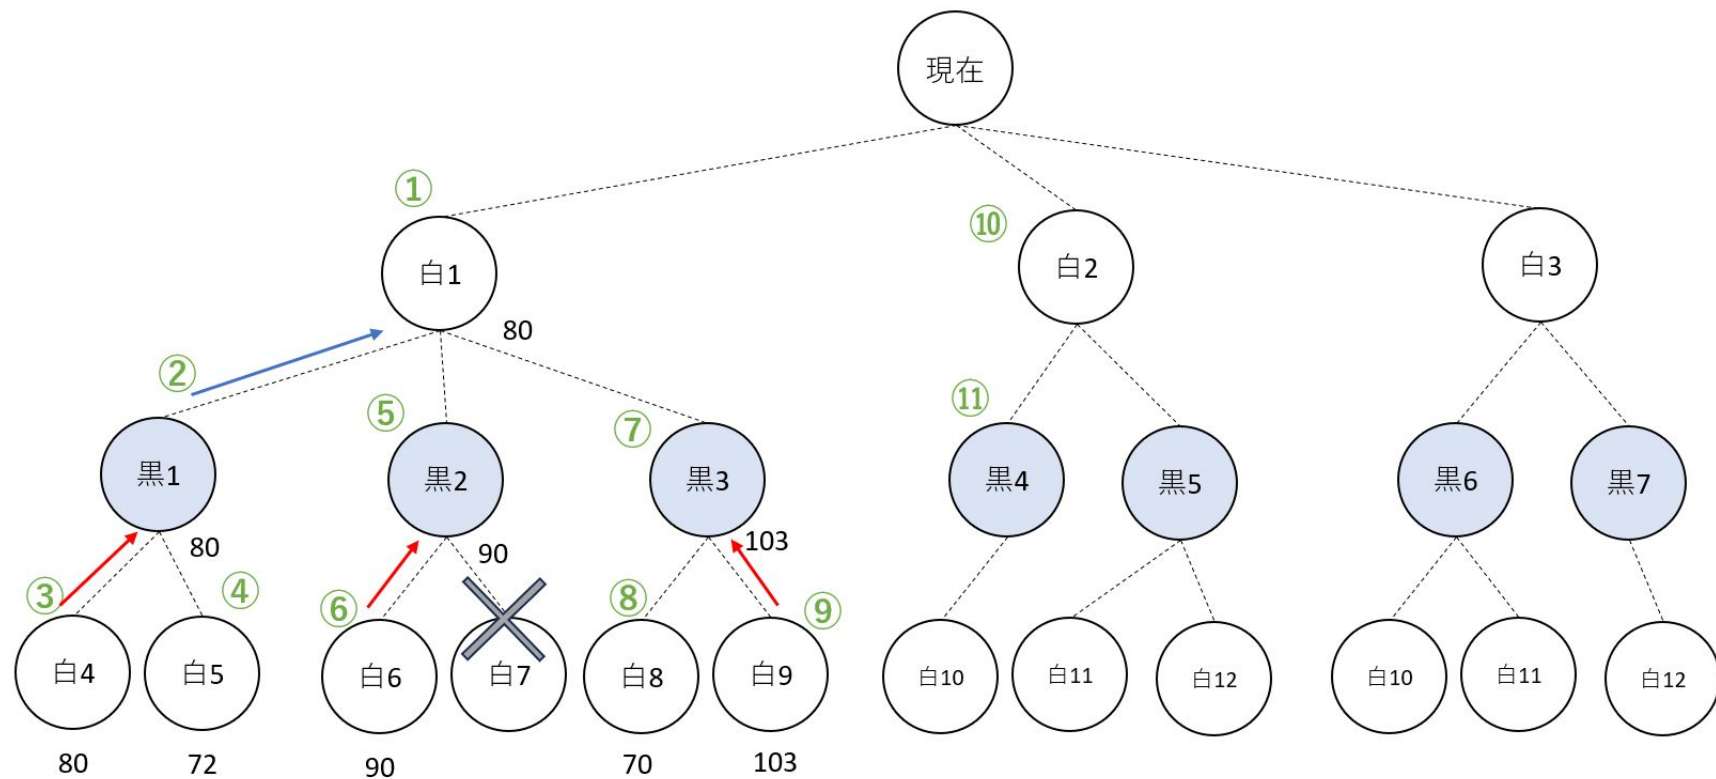 現在
①
⑩
白1
白2
白3
80
②
⑤
⑦
⑪
黒1
黒2
黒3
黒4
黒5
黒6
黒7
80
90
103
③
④
⑥
⑧
⑨
白4
白5
白6
白7
白8
白9
白10
白11
白12
白10
白11
白12
80
72
90
70
103